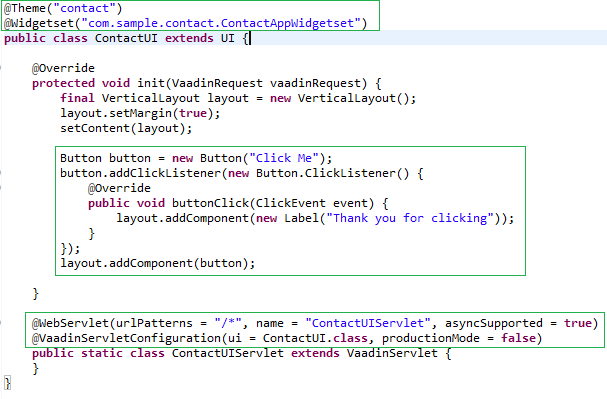 @Theme("contact")
@Widgetset("com.sample.contact.ContactAppWidgetset")
public class ContactUI extends UI {
@Override
protected void init(VaadinRequest vaadinRequest) {
final VerticalLayout layout = new VerticalLayout();
layout.setMargin(true);
setContent(layout);
Button button = new Button("Click Me");
button.addClickListener(new Button.ClickListener() {
@Override
public void buttonClick(ClickEvent event) {
layout.addComponent(new Label("Thank you for clicking"));
}
});
layout.addComponent(button);
}
@WebServlet(urlPatterns = "/*", name = "ContactUIServlet", asyncSupported = true)
@VaadinServletConfiguration(ui = ContactUI.class, productionMode = false)
public static class ContactUIServlet extends VaadinServlet {
}
}